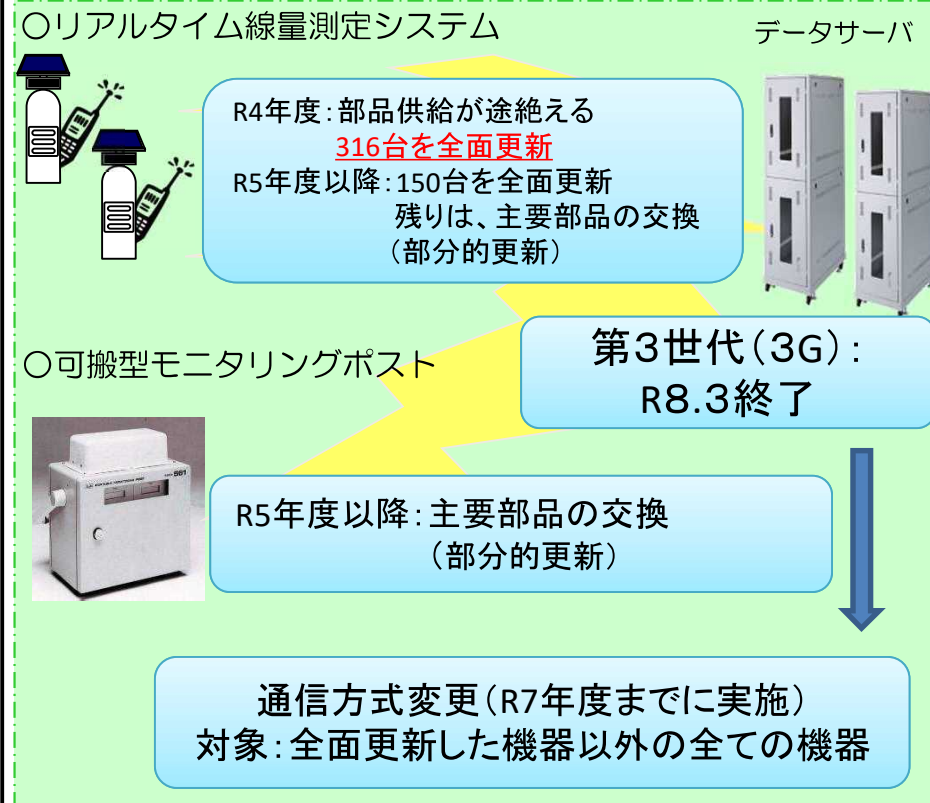 ○リアルタイム線量測定システム
データサーバ
R4年度：部品供給が途絶える
316台を全面更新
R5年度以降：150台を全面更新
残りは、主要部品の交換
（部分的更新）
第３世代（3G）：
R8.3終了
○可搬型モニタリングポスト
561
R5年度以降：主要部品の交換
（部分的更新）
通信方式変更（R7年度までに実施）
対象：全面更新した機器以外の全ての機器